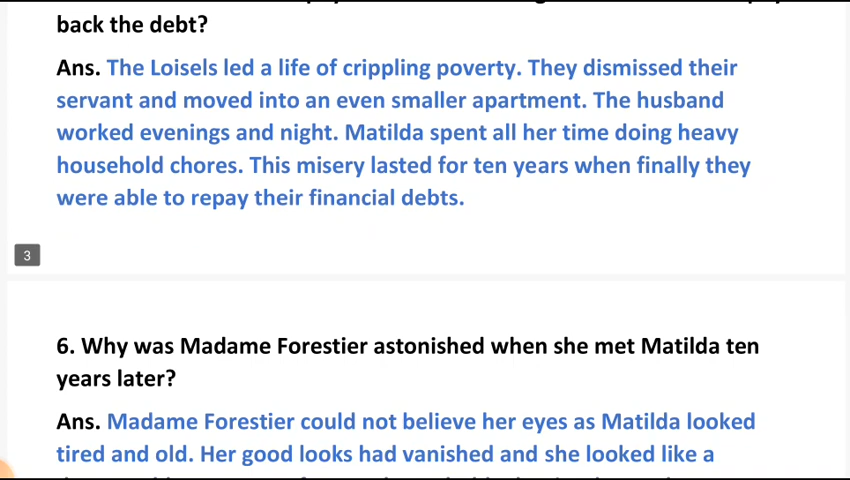 back the debt?
Ans. The Loisels led a life of crippling poverty. They dismissed their
servant and moved into an even smaller apartment. The husband
worked evenings and night. Matilda spent all her time doing heavy
household chores. This misery lasted for ten years when finally they
were able to repay their financial debts.
3
6. Why was Madame Forestier astonished when she met Matilda ten
years later?
Ans. Madame Forestier could not believe her eyes as Matilda looked
tired and old. Her good looks had vanished and she looked like a